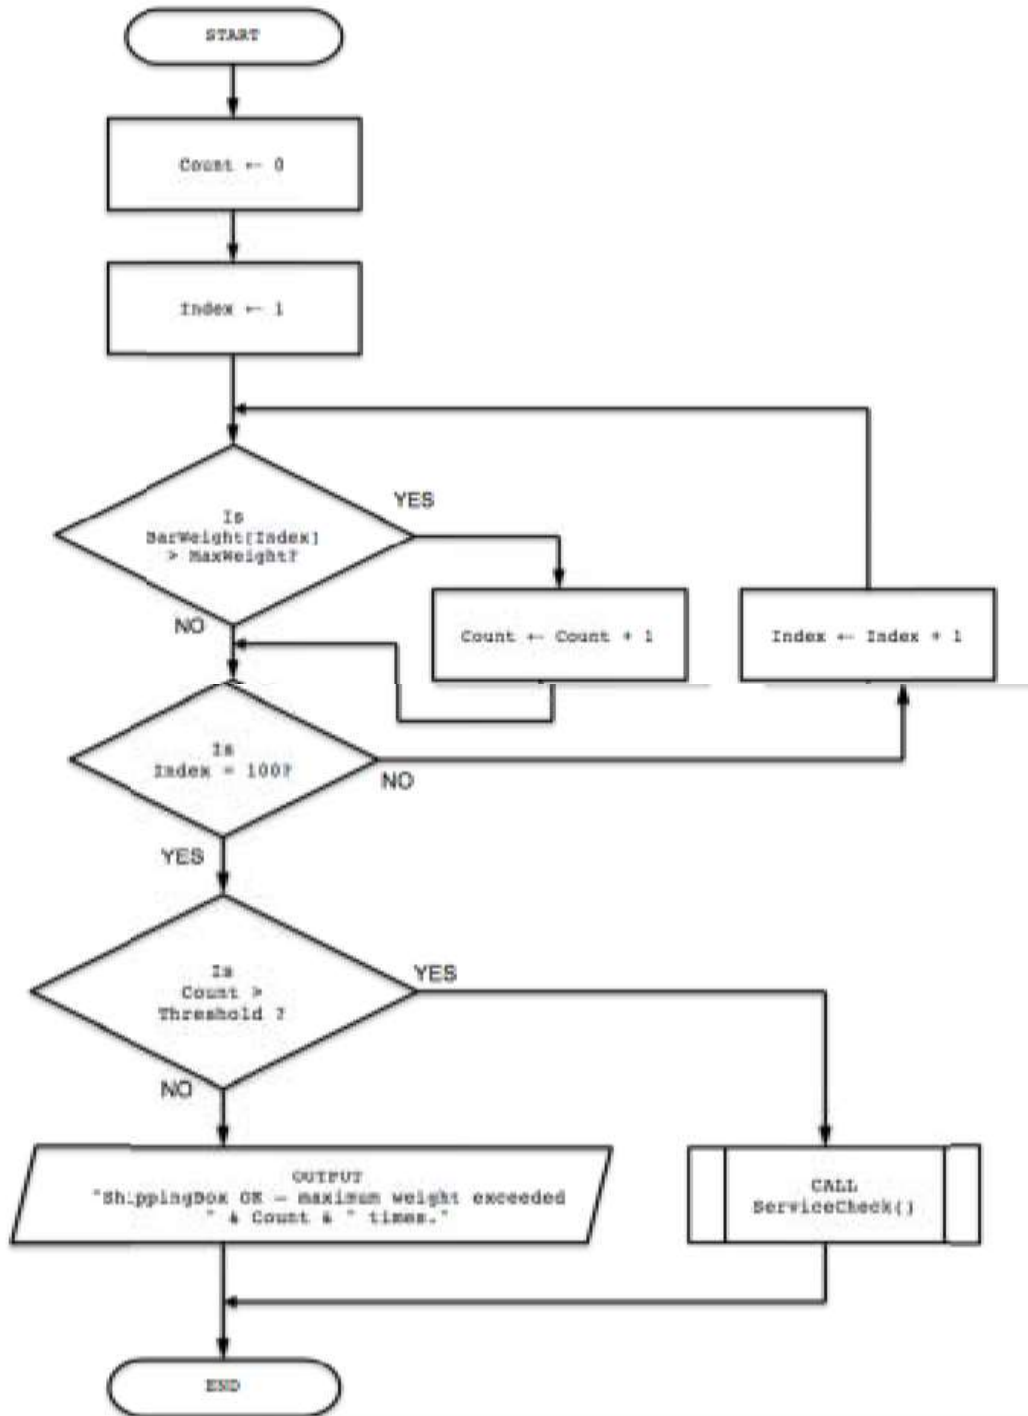 START
Count ← 0
Index ← 1
Is
BarWeight[Index]
> MaxWeight?
YES
NO
Count ← Count + 1
Index ← Index + 1
Is
Index = 100?
NO
YES
Is
Count >
Threshold ?
YES
NO
OUTPUT
"ShippingBox OK – maximum weight exceeded
" & Count & " times."
CALL
ServiceCheck()
END